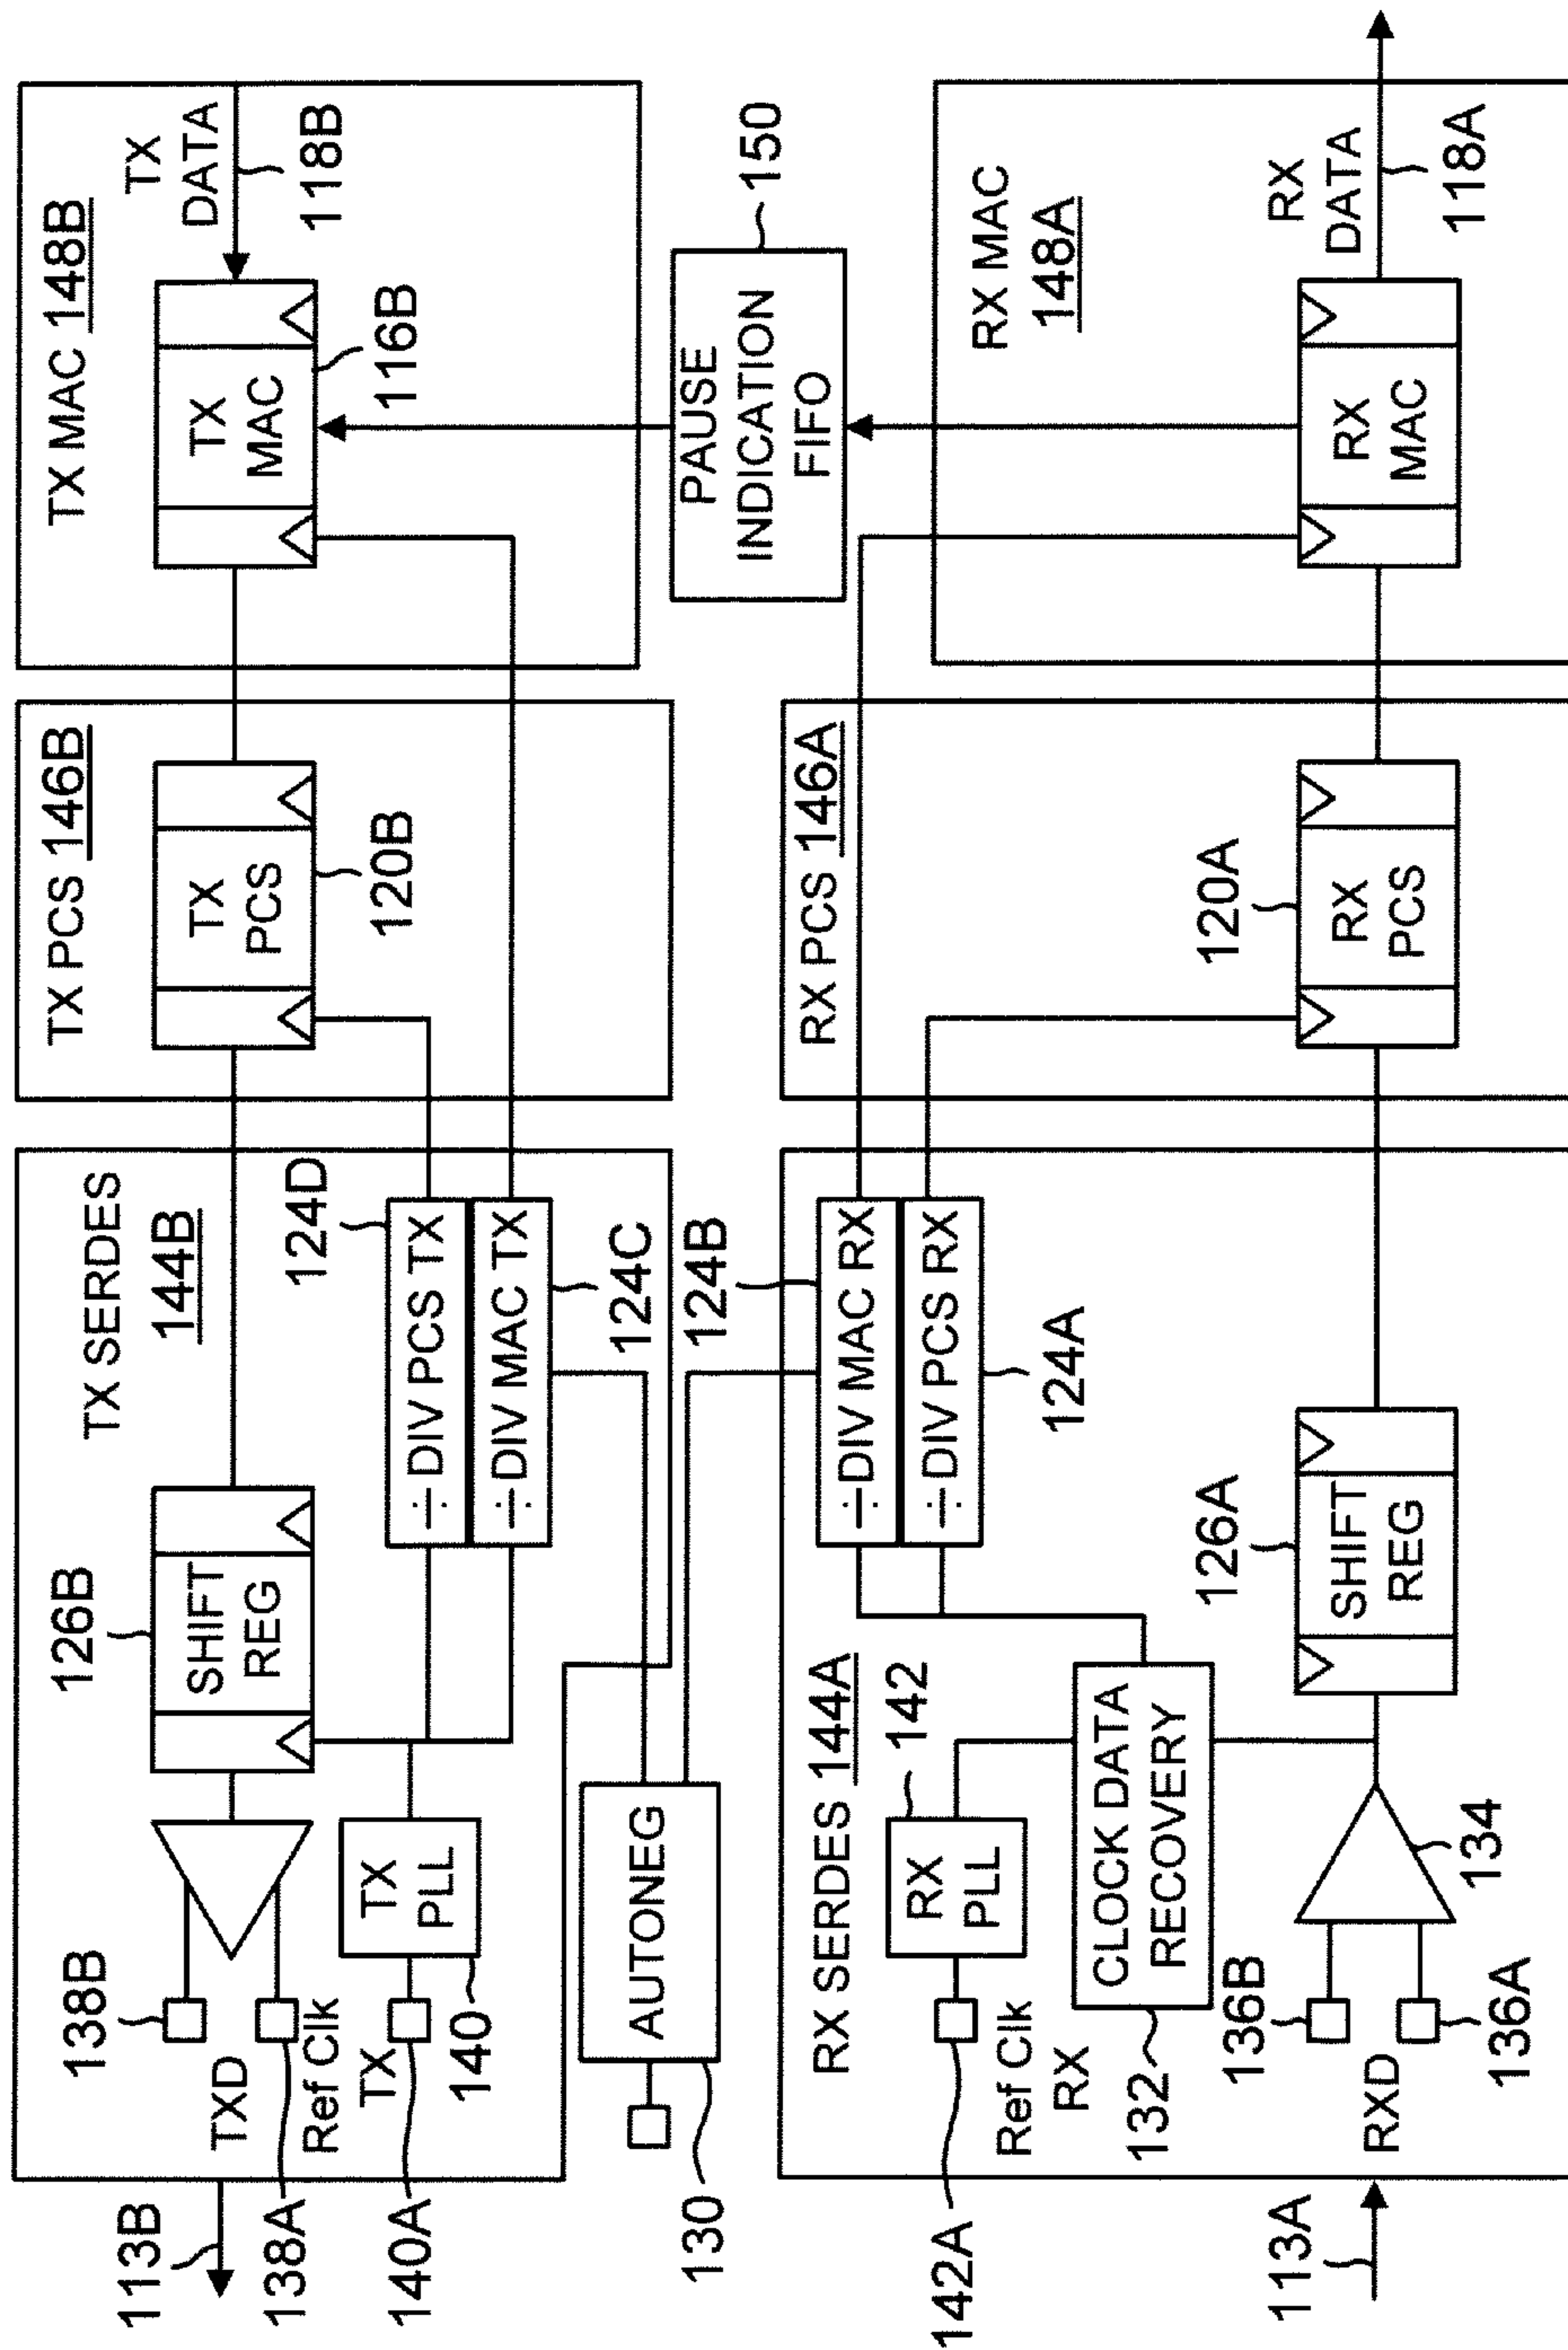 113B
138A
140A
TXD
138B
Ref Clk
TX
140
TX
PLL
126B
SHIFT
REG
TX SERDES
144B
124D
÷DIV PCS TX
÷DIV MAC TX
124C
TX PCS 146B
TX
PCS
120B
TX MAC 148B
TX
MAC
116B
TX
DATA
118B
130
AUTONEG
PAUSE
INDICATION
FIFO
150
142A
113A
RX SERDES 144A
RX
PLL
142
Ref Clk
RX
132
CLOCK DATA
RECOVERY
136B
RXD
136A
134
124B
÷DIV MAC RX
÷DIV PCS RX
124A
126A
SHIFT
REG
RX PCS 146A
120A
RX
PCS
RX MAC
148A
RX
MAC
RX
DATA
118A